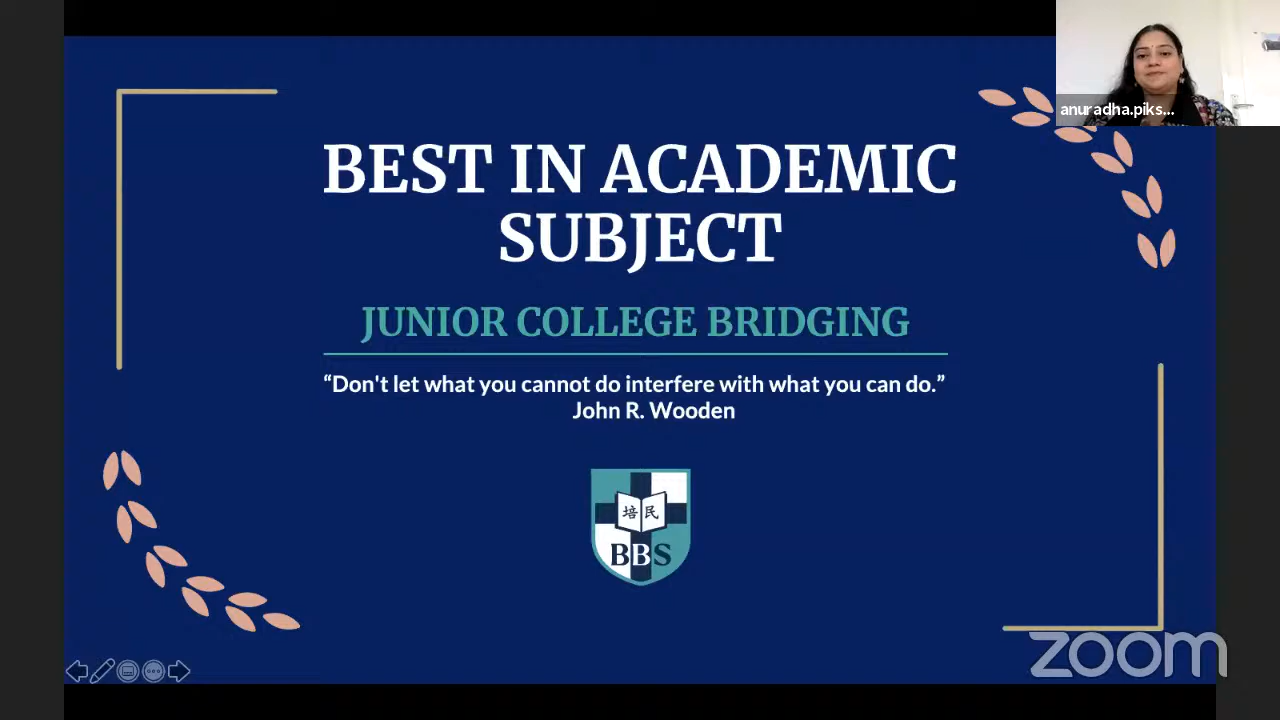 anuradha.piks...
BEST IN ACADEMIC
SUBJECT
JUNIOR COLLEGE BRIDGING
“Don't let what you cannot do interfere with what you can do.”
John R. Wooden
培民
BBS
zoom